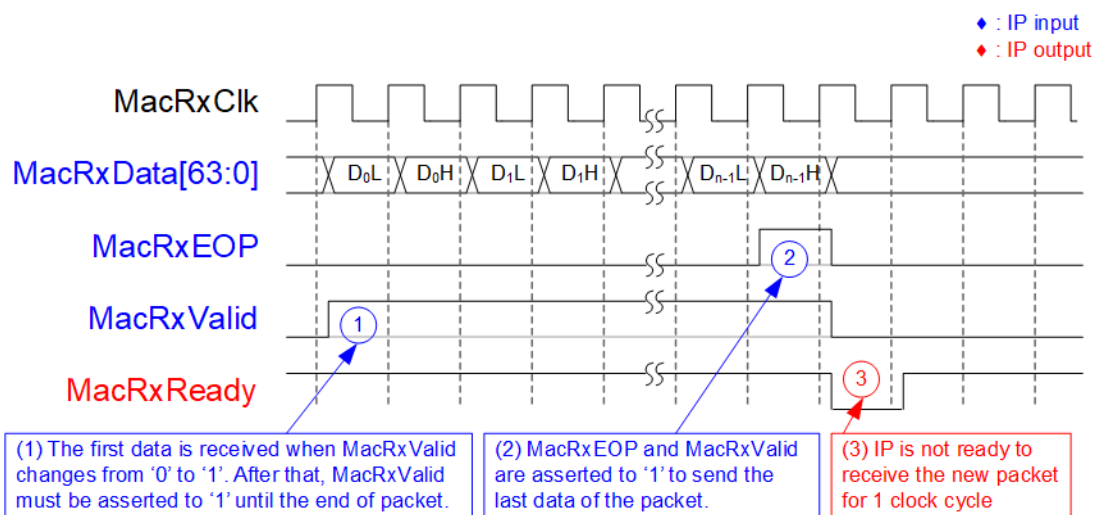 ♦ : IP input
♦ : IP output
MacRxClk
MacRxData[63:0]
D₀L D₀H D₁L D₁H Dₙ₋₁L Dₙ₋₁H
MacRxEOP
2
MacRxValid
1
MacRxReady
3
(1) The first data is received when MacRxValid
changes from ‘0’ to ‘1’. After that, MacRxValid
must be asserted to ‘1’ until the end of packet.
(2) MacRxEOP and MacRxValid
are asserted to ‘1’ to send the
last data of the packet.
(3) IP is not ready to
receive the new packet
for 1 clock cycle